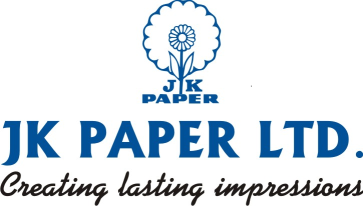 JK
PAPER
JK PAPER LTD.
Creating lasting impressions